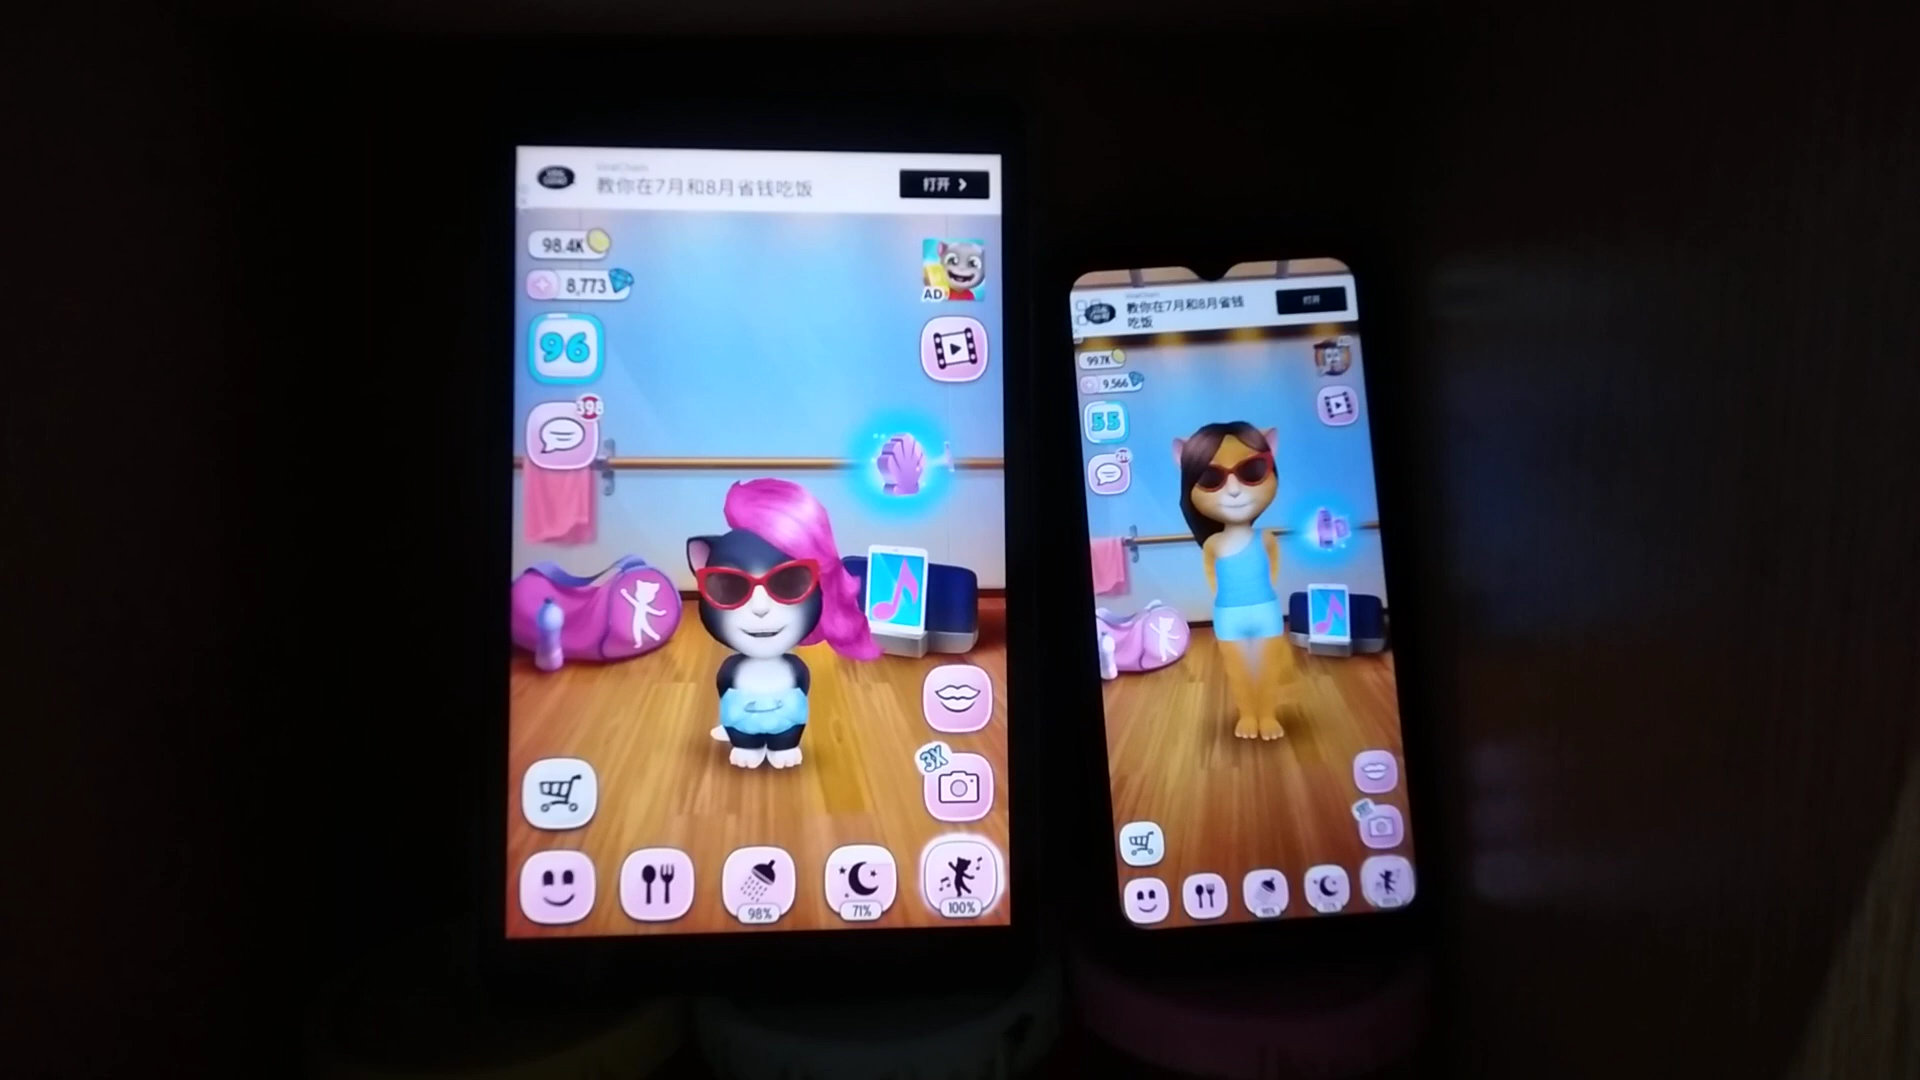 教你在7月和8月省钱吃饭
打开
98.4K
8,773
AD
96
398
3X
98%
71%
100%
教你在7月和8月省钱
吃饭
打开
99.7K
9,566
55